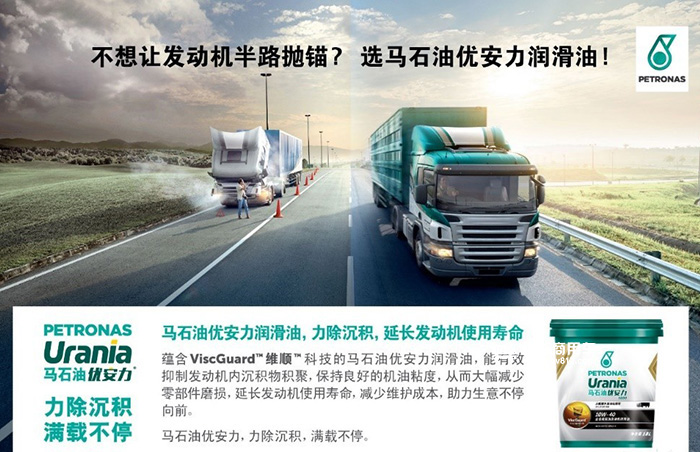 不想让发动机半路抛锚？ 选马石油优安力润滑油！
PETRONAS
PETRONAS
Urania
马石油优安力
力除沉积
满载不停
马石油优安力润滑油，力除沉积，延长发动机使用寿命
蕴含ViscGuard™维顺™科技的马石油优安力润滑油，能有效
抑制发动机内沉积物积聚，保持良好的机油粘度，从而大幅减少
零部件磨损，延长发动机使用寿命，减少维护成本，助力生意不停
向前。
马石油优安力，力除沉积，满载不停。
PETRONAS
Urania
马石油优安力
20W-40
18L